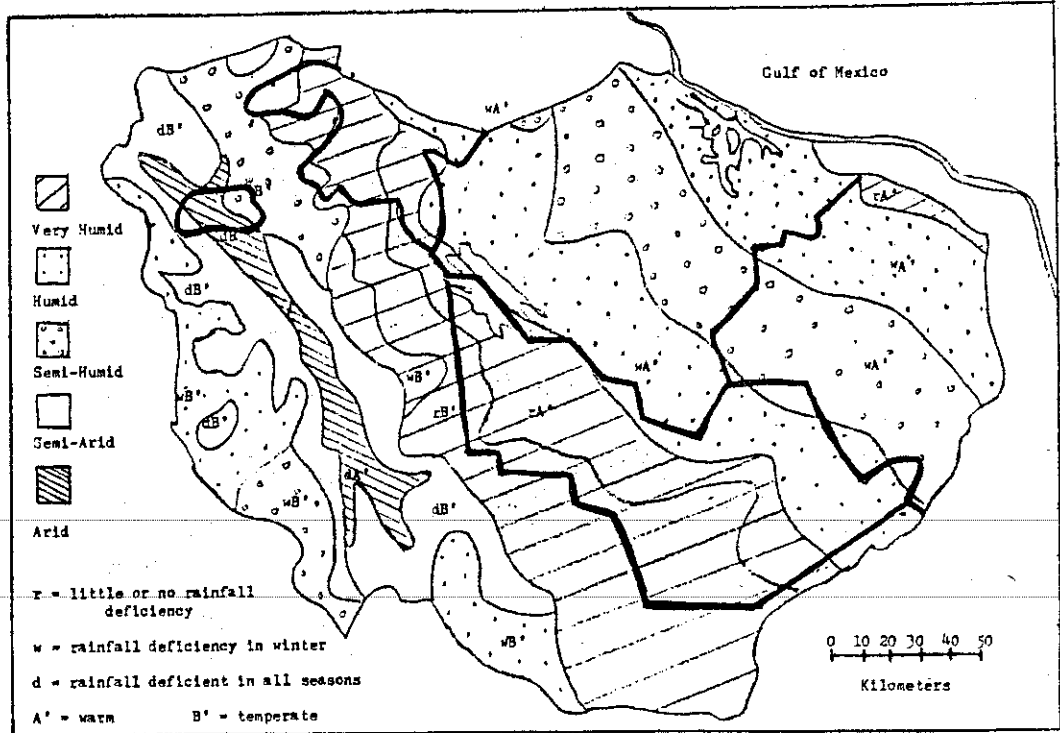 Gulf of Mexico
wA'
dB'
wB'
rA'
dB'
Very Humid
wA'
dB'
Humid
Semi-Humid
wA'
wA'
wB'
wB'
rB'
rA'
dB'
Semi-Arid
dA'
wB'
dB'
Arid
r = little or no rainfall
deficiency
wB'
w = rainfall deficiency in winter
0 10 20 30 40 50
d = rainfall deficient in all seasons
Kilometers
A' = warm B' = temperate